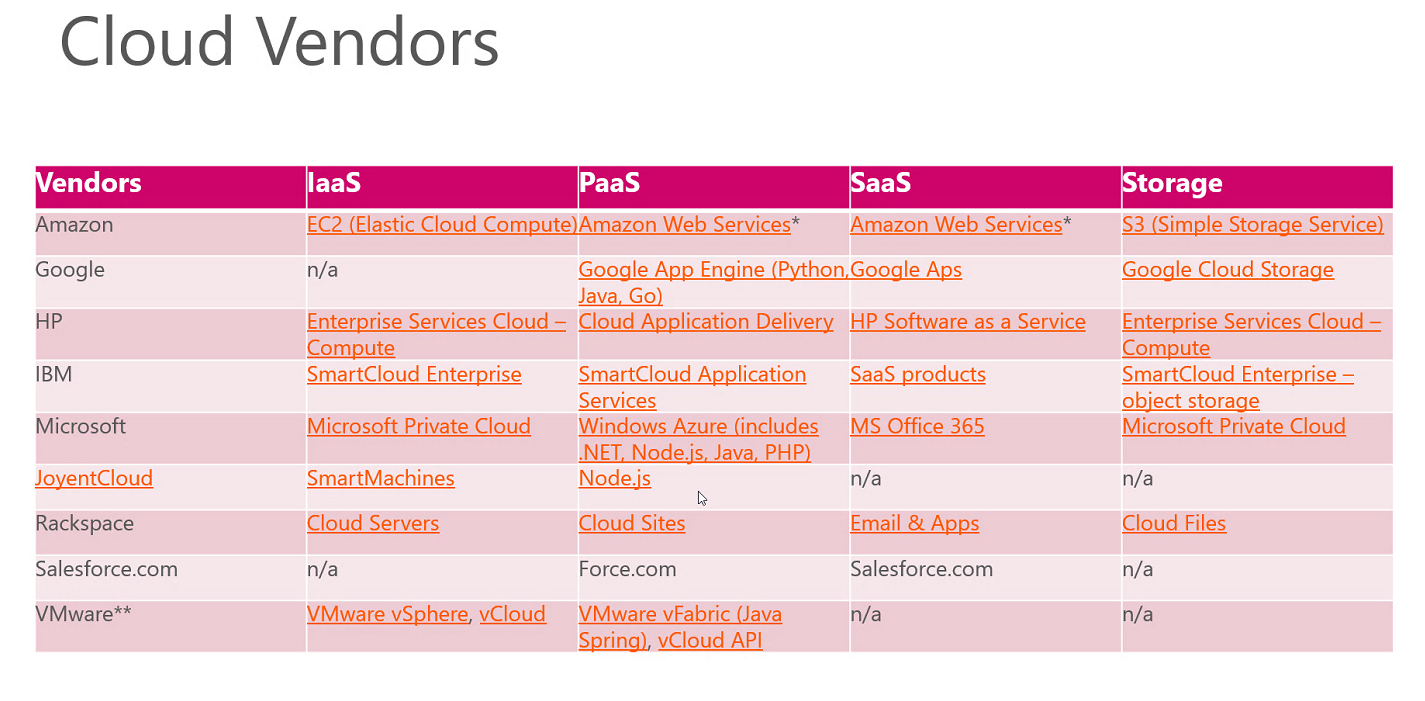 Cloud Vendors
Vendors IaaS PaaS SaaS Storage
Amazon EC2 (Elastic Cloud Compute) Amazon Web Services* Amazon Web Services* S3 (Simple Storage Service)
Google n/a Google App Engine (Python, Google Aps Google Cloud Storage
Java, Go)
HP Enterprise Services Cloud – Cloud Application Delivery HP Software as a Service Enterprise Services Cloud –
Compute Compute
IBM SmartCloud Enterprise SmartCloud Application SaaS products SmartCloud Enterprise –
Services object storage
Microsoft Microsoft Private Cloud Windows Azure (includes MS Office 365 Microsoft Private Cloud
.NET, Node.js, Java, PHP)
JoyentCloud SmartMachines Node.js n/a n/a
Rackspace Cloud Servers Cloud Sites Email & Apps Cloud Files
Salesforce.com n/a Force.com Salesforce.com n/a
VMware** VMware vSphere, vCloud VMware vFabric (Java n/a n/a
Spring), vCloud API